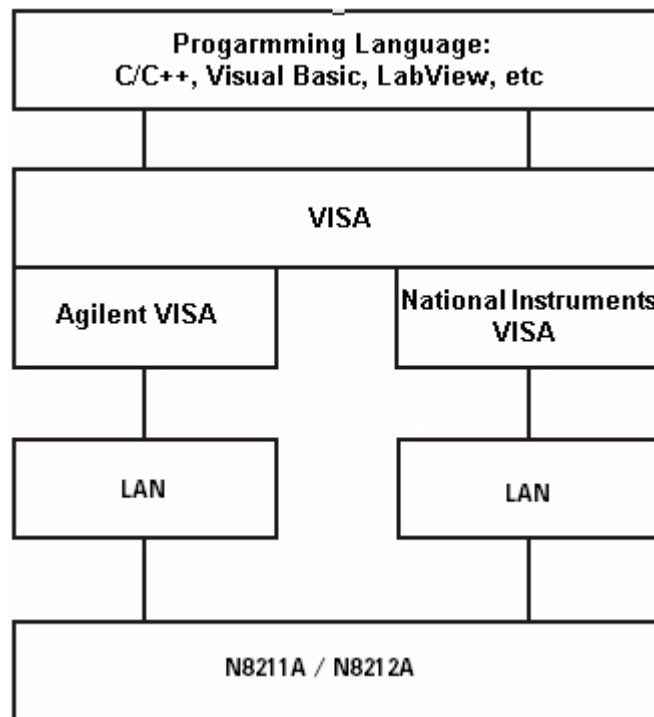 Progarmming Language:
C/C++, Visual Basic, LabView, etc
VISA
Agilent VISA
National Instruments
VISA
LAN
LAN
N8211A / N8212A